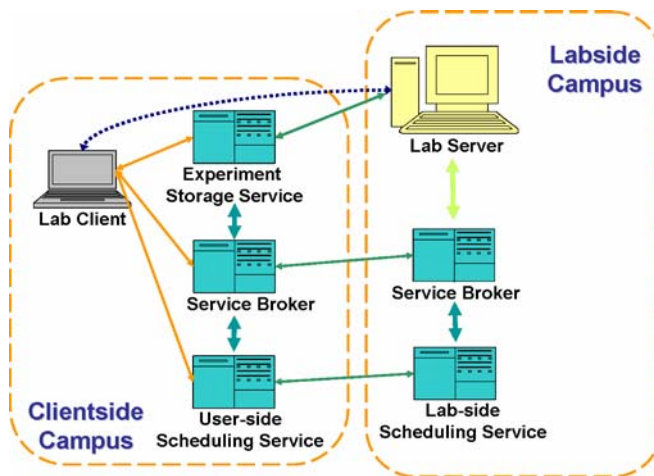 Labside
Campus
Lab Server
Experiment
Storage Service
Lab Client
Service Broker
Service Broker
User-side
Scheduling Service
Lab-side
Scheduling Service
Clientside
Campus